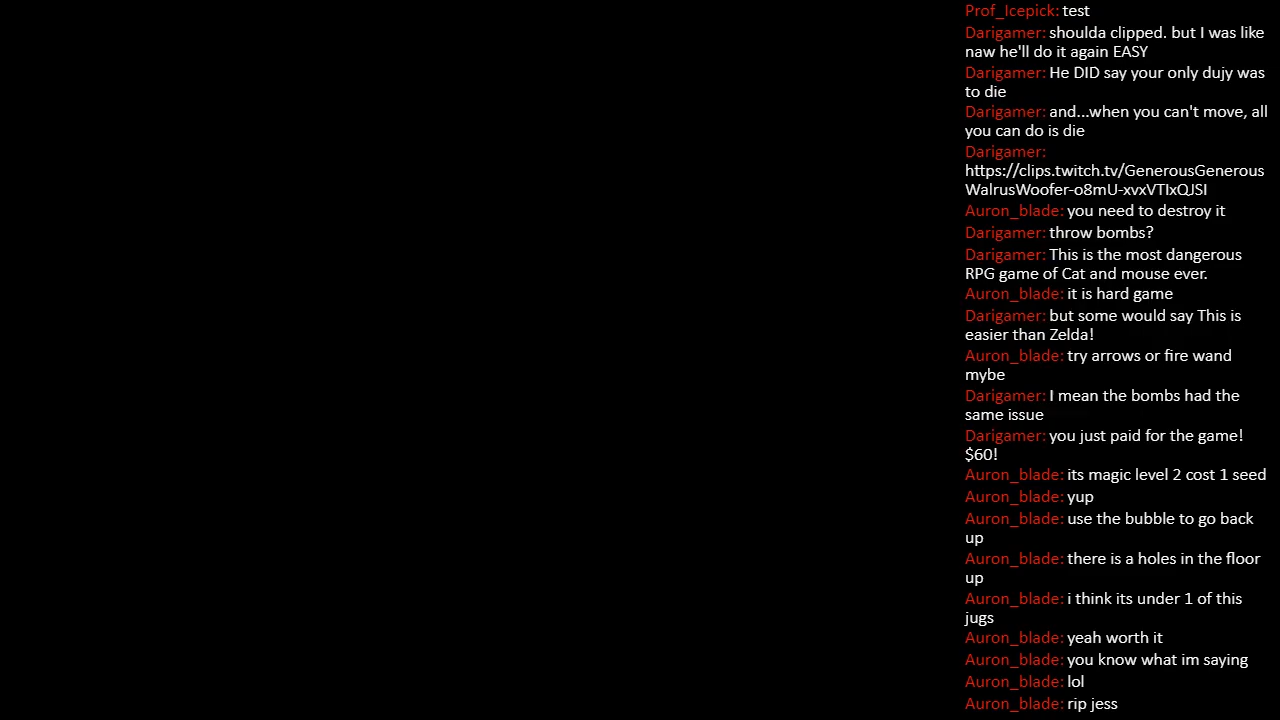 Prof_Icepick: test
Darigamer: shoulda clipped. but I was like
naw he'll do it again EASY
Darigamer: He DID say your only dujy was
to die
Darigamer: and...when you can't move, all
you can do is die
Darigamer:
https://clips.twitch.tv/GenerousGenerous
WalrusWoofer-o8mU-xvxVTIxQJSI
Auron_blade: you need to destroy it
Darigamer: throw bombs?
Darigamer: This is the most dangerous
RPG game of Cat and mouse ever.
Auron_blade: it is hard game
Darigamer: but some would say This is
easier than Zelda!
Auron_blade: try arrows or fire wand
mybe
Darigamer: I mean the bombs had the
same issue
Darigamer: you just paid for the game!
$60!
Auron_blade: its magic level 2 cost 1 seed
Auron_blade: yup
Auron_blade: use the bubble to go back
up
Auron_blade: there is a holes in the floor
up
Auron_blade: i think its under 1 of this
jugs
Auron_blade: yeah worth it
Auron_blade: you know what im saying
Auron_blade: lol
Auron_blade: rip jess